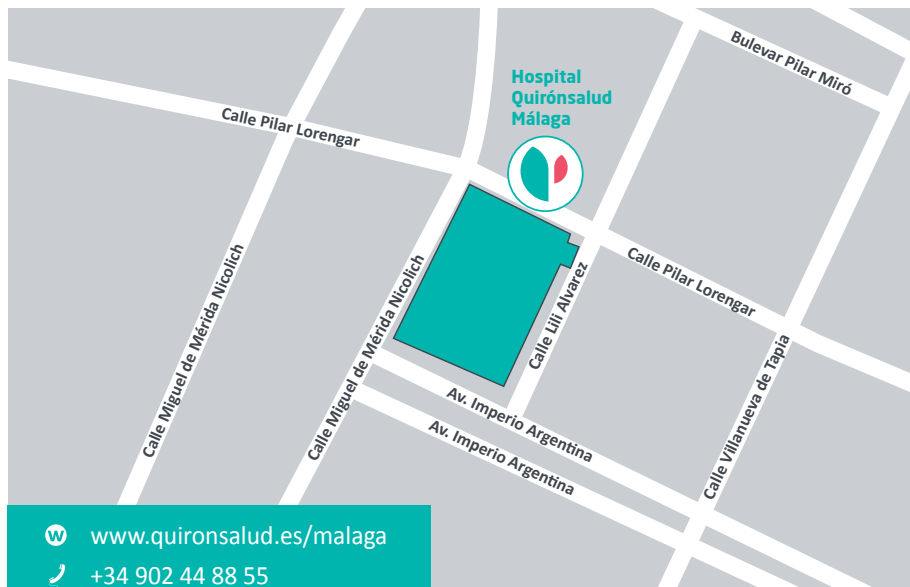 Bulevar Pilar Miró
Hospital
Quirónsalud
Málaga
Calle Pilar Lorengar
Calle Pilar Lorengar
Calle Miguel de Mérida Nicolich
Calle Miguel de Mérida Nicolich
Calle Lili Alvarez
Calle Villanueva de Tapia
Av. Imperio Argentina
Av. Imperio Argentina
W www.quironsalud.es/malaga
+34 902 44 88 55